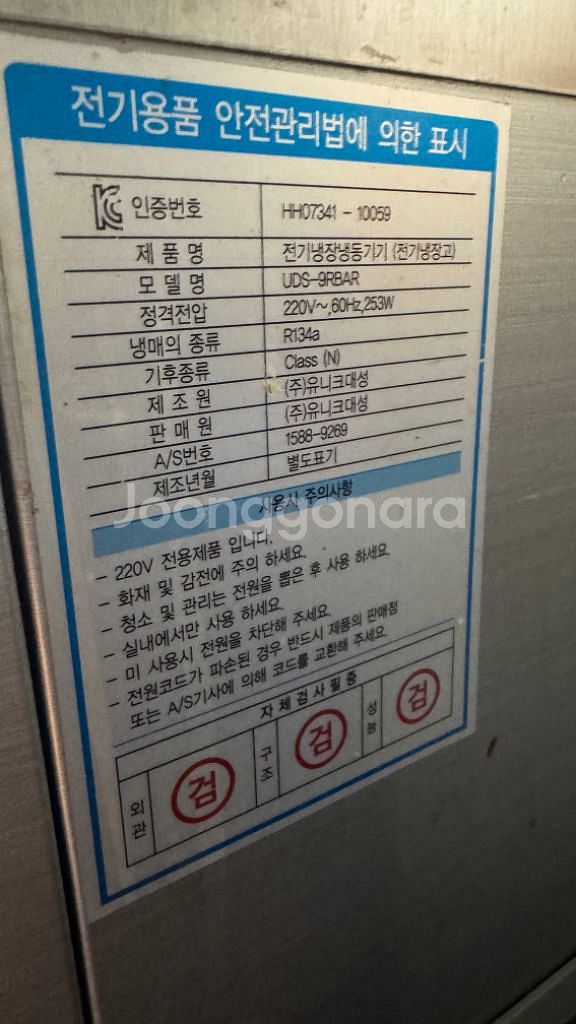 전기용품 안전관리법에 의한 표시
인증번호 HH07341 - 10059
제 품 명 전기냉장냉동기기 (전기냉장고)
모 델 명 UDS-9RBAR
정격전압 220V~,60Hz,253W
냉매의 종류 R134a
기후종류 Class (N)
제 조 원 (주)유니크대성
판 매 원 (주)유니크대성
A/S번호 1588-9269
제조년월 별도표기
사용시 주의사항
Joonggonara
- 220V 전용제품 입니다.
- 화재 및 감전에 주의 하세요.
- 청소 및 관리는 전원을 뽑은 후 사용 하세요.
- 실내에서만 사용 하세요.
- 미 사용시 전원을 차단해 주세요.
- 전원코드가 파손된 경우 반드시 제품의 판매점
또는 A/S기사에 의해 코드를 교환해 주세요.
자 체 검 사 필 증
외관 검 구조 검 성능 검